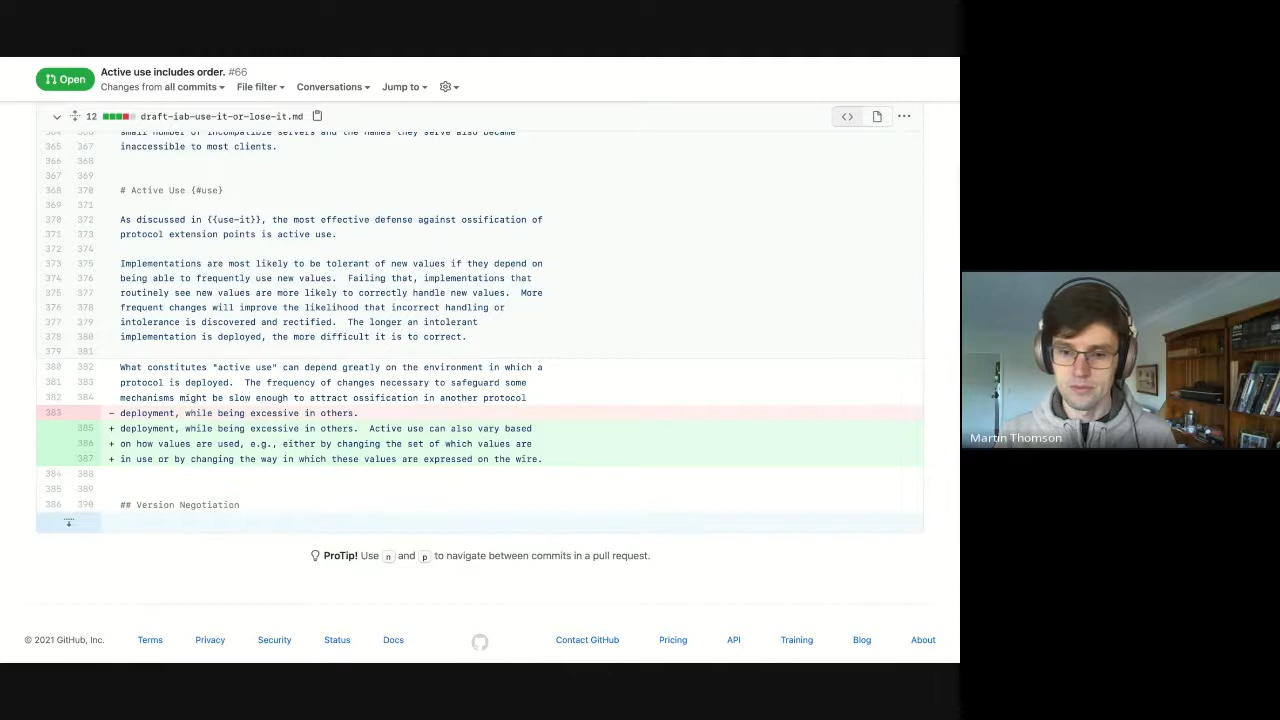 Open
Active use includes order. #66
Changes from all commits
File filter
Conversations
Jump to
12
draft-iab-use-it-or-lose-it.md
364 366 small number of incompatible servers and the names they serve also became
365 367 inaccessible to most clients.
366 368
367 369
368 370 # Active Use {#use}
369 371
370 372 As discussed in {{use-it}}, the most effective defense against ossification of
371 373 protocol extension points is active use.
372 374
373 375 Implementations are most likely to be tolerant of new values if they depend on
374 376 being able to frequently use new values. Failing that, implementations that
375 377 routinely see new values are more likely to correctly handle new values. More
376 378 frequent changes will improve the likelihood that incorrect handling or
377 379 intolerance is discovered and rectified. The longer an intolerant
378 380 implementation is deployed, the more difficult it is to correct.
379 381
380 382 What constitutes "active use" can depend greatly on the environment in which a
381 383 protocol is deployed. The frequency of changes necessary to safeguard some
382 384 mechanisms might be slow enough to attract ossification in another protocol
383 - deployment, while being excessive in others.
385 + deployment, while being excessive in others. Active use can also vary based
386 + on how values are used, e.g., either by changing the set of which values are
387 + in use or by changing the way in which these values are expressed on the wire.
384 388
385 389
386 390 ## Version Negotiation
ProTip! Use n and p to navigate between commits in a pull request.
© 2021 GitHub, Inc.
Terms
Privacy
Security
Status
Docs
Contact GitHub
Pricing
API
Training
Blog
About
Martin Thomson